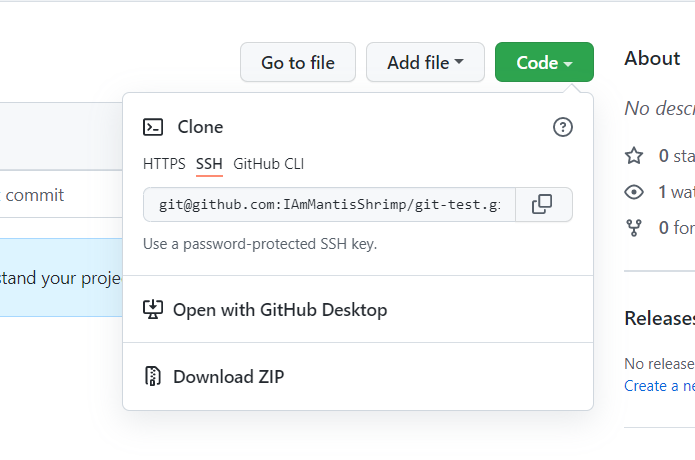 Go to file
Add file
Code
About
No desc
Clone
HTTPS SSH GitHub CLI
git@github.com:IAmMantisShrimp/git-test.gi
Use a password-protected SSH key.
Open with GitHub Desktop
Download ZIP
commit
stand your proje
0 sta
1 wat
0 for
Releases
No release
Create a ne